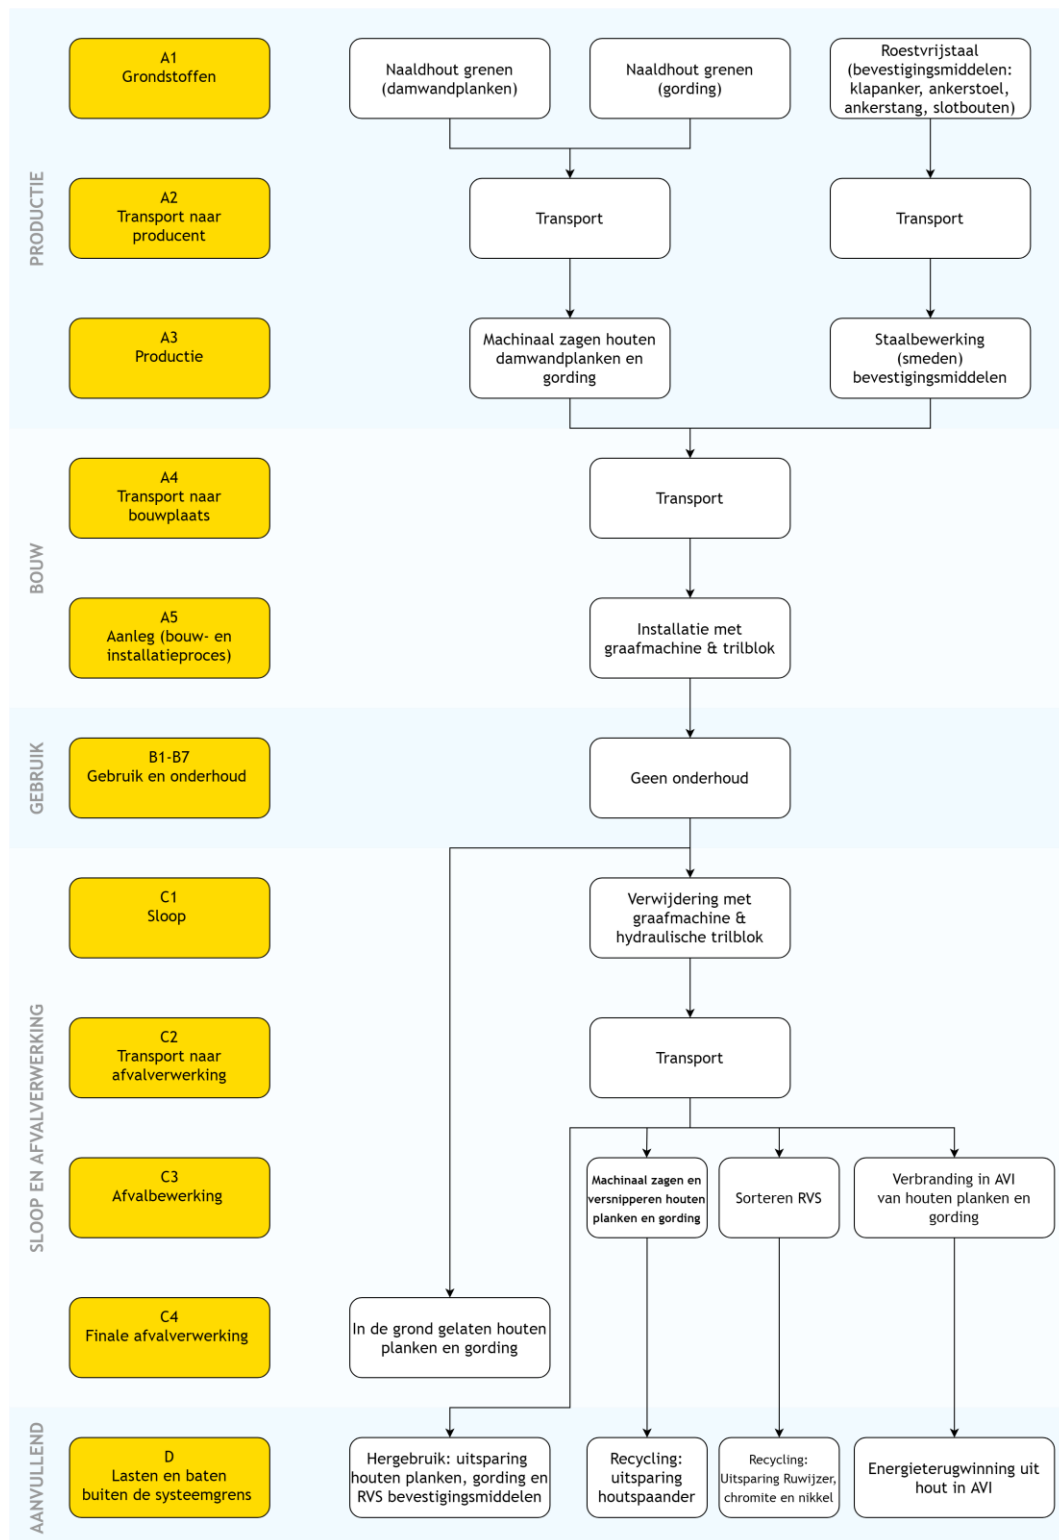 PRODUCTIE
A1
Grondstoffen
Naaldhout grenen
(damwandplanken)
Naaldhout grenen
(gording)
Roestvrijstaal
(bevestigingsmiddelen:
klapanker, ankerstoel,
ankerstang, slotbouten)
A2
Transport naar
producent
Transport
Transport
A3
Productie
Machinaal zagen houten
damwandplanken en
gording
Staalbewerking
(smeden)
bevestigingsmiddelen
BOUW
A4
Transport naar
bouwplaats
Transport
A5
Aanleg (bouw- en
installatieproces)
Installatie met
graafmachine & trilblok
GEBRUIK
B1-B7
Gebruik en onderhoud
Geen onderhoud
SLOOP EN AFVALVERWERKING
C1
Sloop
Verwijdering met
graafmachine &
hydraulische trilblok
C2
Transport naar
afvalverwerking
Transport
C3
Afvalbewerking
Machinaal zagen en
versnipperen houten
planken en gording
Sorteren RVS
Verbranding in AVI
van houten planken en
gording
C4
Finale afvalverwerking
In de grond gelaten houten
planken en gording
AANVULLEND
D
Lasten en baten
buiten de systeemgrens
Hergebruik: uitsparing
houten planken, gording en
RVS bevestigingsmiddelen
Recycling:
uitsparing
houtspaander
Recycling:
Uitsparing Ruwijzer,
chromite en nikkel
Energieterugwinning uit
hout in AVI